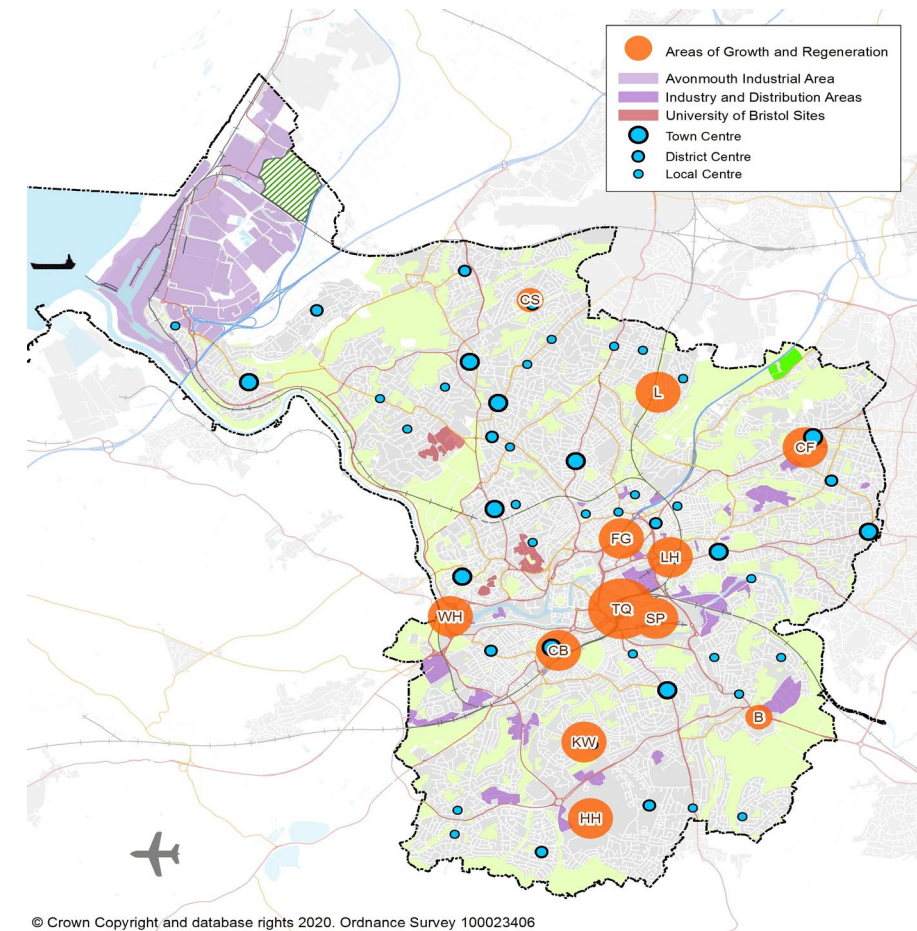 Areas of Growth and Regeneration
Avonmouth Industrial Area
Industry and Distribution Areas
University of Bristol Sites
Town Centre
District Centre
Local Centre
CS
L
CF
FG
LH
TQ
WH
SP
CB
B
KW
HH
© Crown Copyright and database rights 2020. Ordnance Survey 100023406